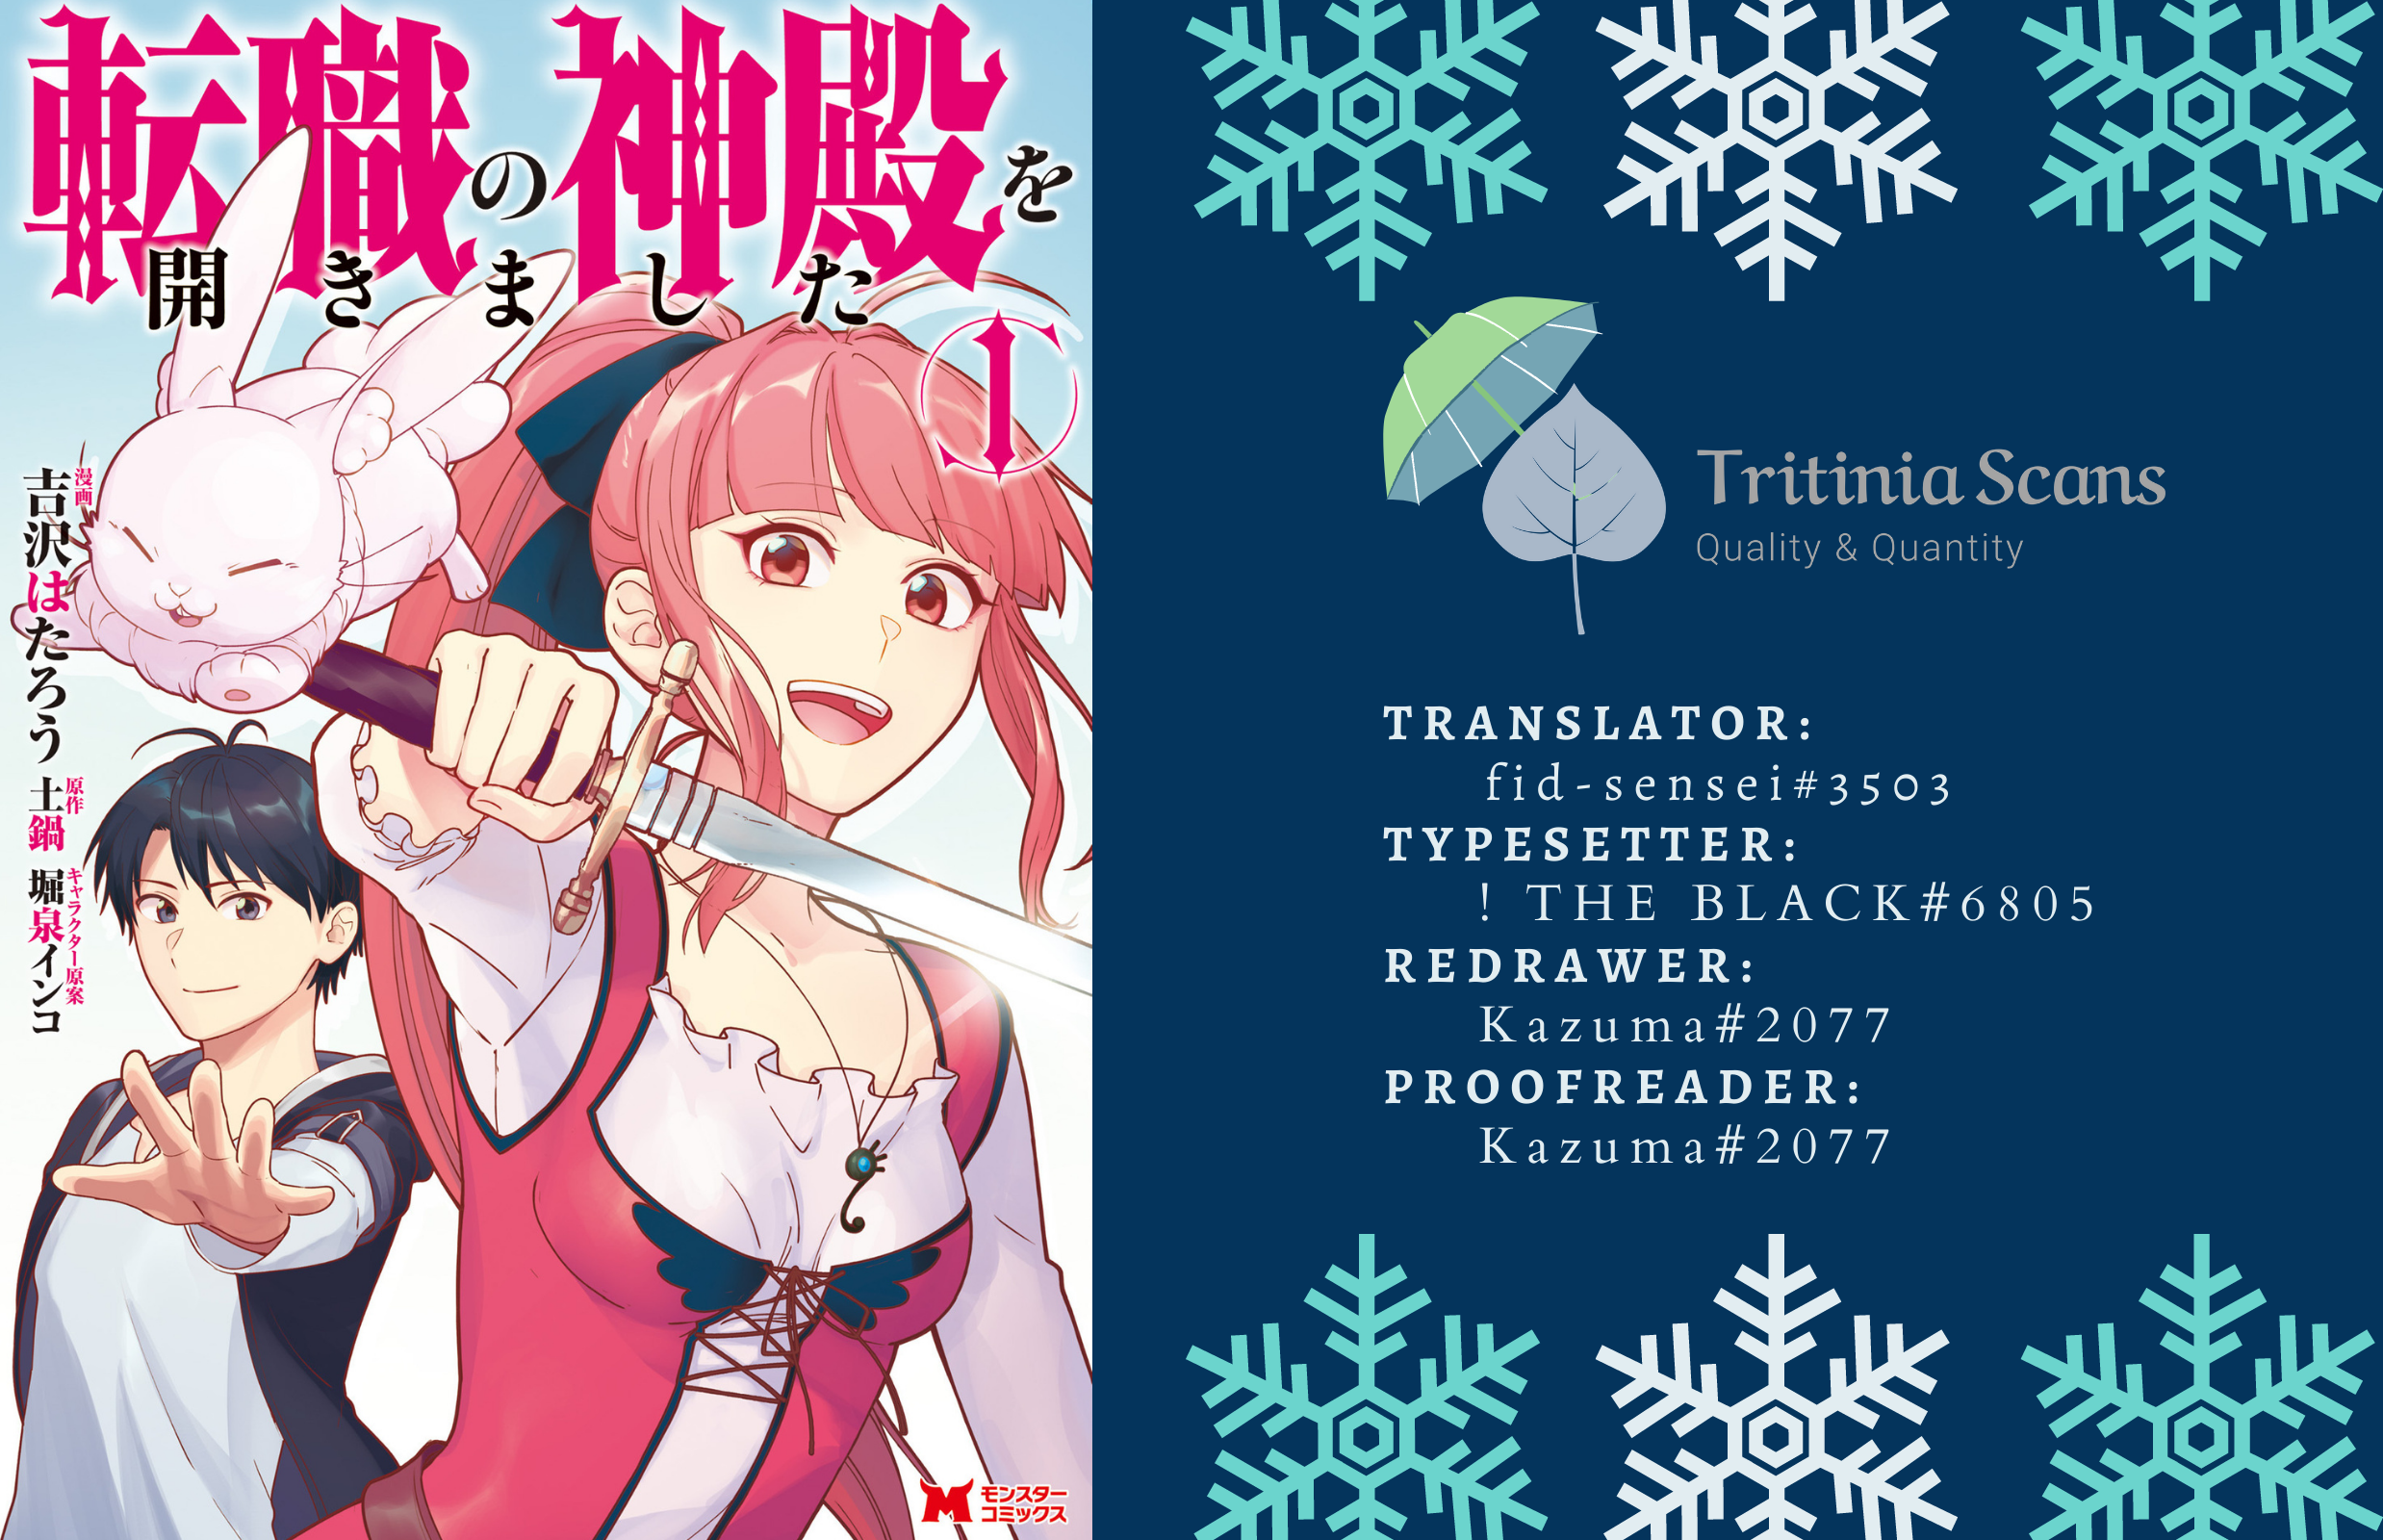 転職の神殿を
開きました
1
漫画
吉沢はたろう
原作
土鍋
キャラクター原案
堀泉インコ
モンスター
コミックス
Tritinia Scans
Quality & Quantity
TRANSLATOR:
fid-sensei#3503
TYPESETTER:
! THE BLACK#6805
REDRAWER:
Kazuma#2077
PROOFREADER:
Kazuma#2077